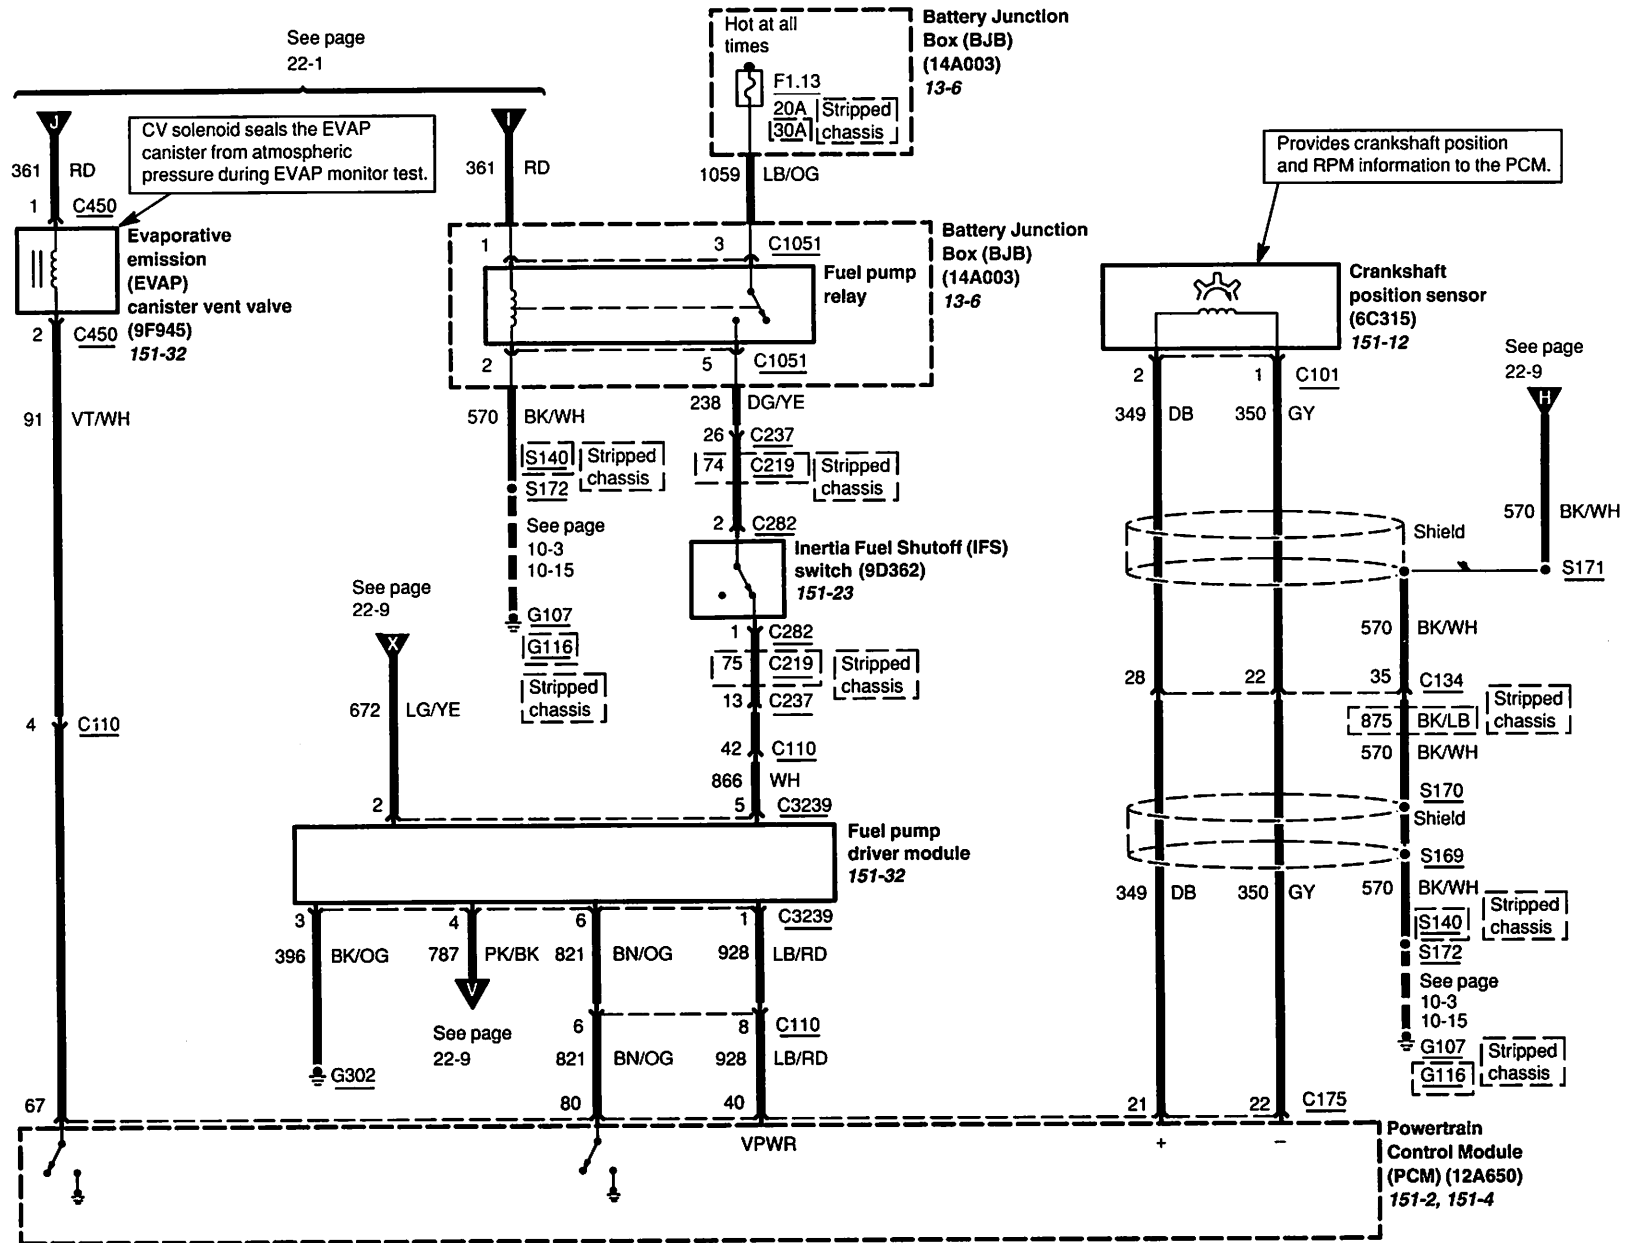 See page
22-1
J
361 RD
1 C450
CV solenoid seals the EVAP
canister from atmospheric
pressure during EVAP monitor test.
Evaporative
emission
(EVAP)
canister vent valve
(9F945)
151-32
2 C450
91 VT/WH
4 C110
67
I
361 RD
Hot at all
times
F1.13
20A
30A
Stripped
chassis
Battery Junction
Box (BJB)
(14A003)
13-6
1059 LB/OG
1 3 C1051
Fuel pump
relay
Battery Junction
Box (BJB)
(14A003)
13-6
2 5 C1051
570 BK/WH
S140
Stripped
chassis
S172
See page
10-3
10-15
G107
G116
Stripped
chassis
238 DG/YE
26 C237
74 C219
Stripped
chassis
2 C282
Inertia Fuel Shutoff (IFS)
switch (9D362)
151-23
1 C282
75 C219
Stripped
chassis
13 C237
42 C110
866 WH
See page
22-9
X
672 LG/YE
2 5 C3239
Fuel pump
driver module
151-32
3 4 6 1 C3239
396 BK/OG
787 PK/BK
821 BN/OG
928 LB/RD
V
See page
22-9
G302
6 8 C110
821 BN/OG
928 LB/RD
80 40
VPWR
Provides crankshaft position
and RPM information to the PCM.
Crankshaft
position sensor
(6C315)
151-12
2 1 C101
349 DB
350 GY
See page
22-9
H
570 BK/WH
Shield
S171
570 BK/WH
28 22 35 C134
Stripped
chassis
875 BK/LB
570 BK/WH
S170
Shield
S169
349 DB
350 GY
570 BK/WH
S140
Stripped
chassis
S172
See page
10-3
10-15
G107
G116
Stripped
chassis
21 22 C175
+ −
Powertrain
Control Module
(PCM) (12A650)
151-2, 151-4